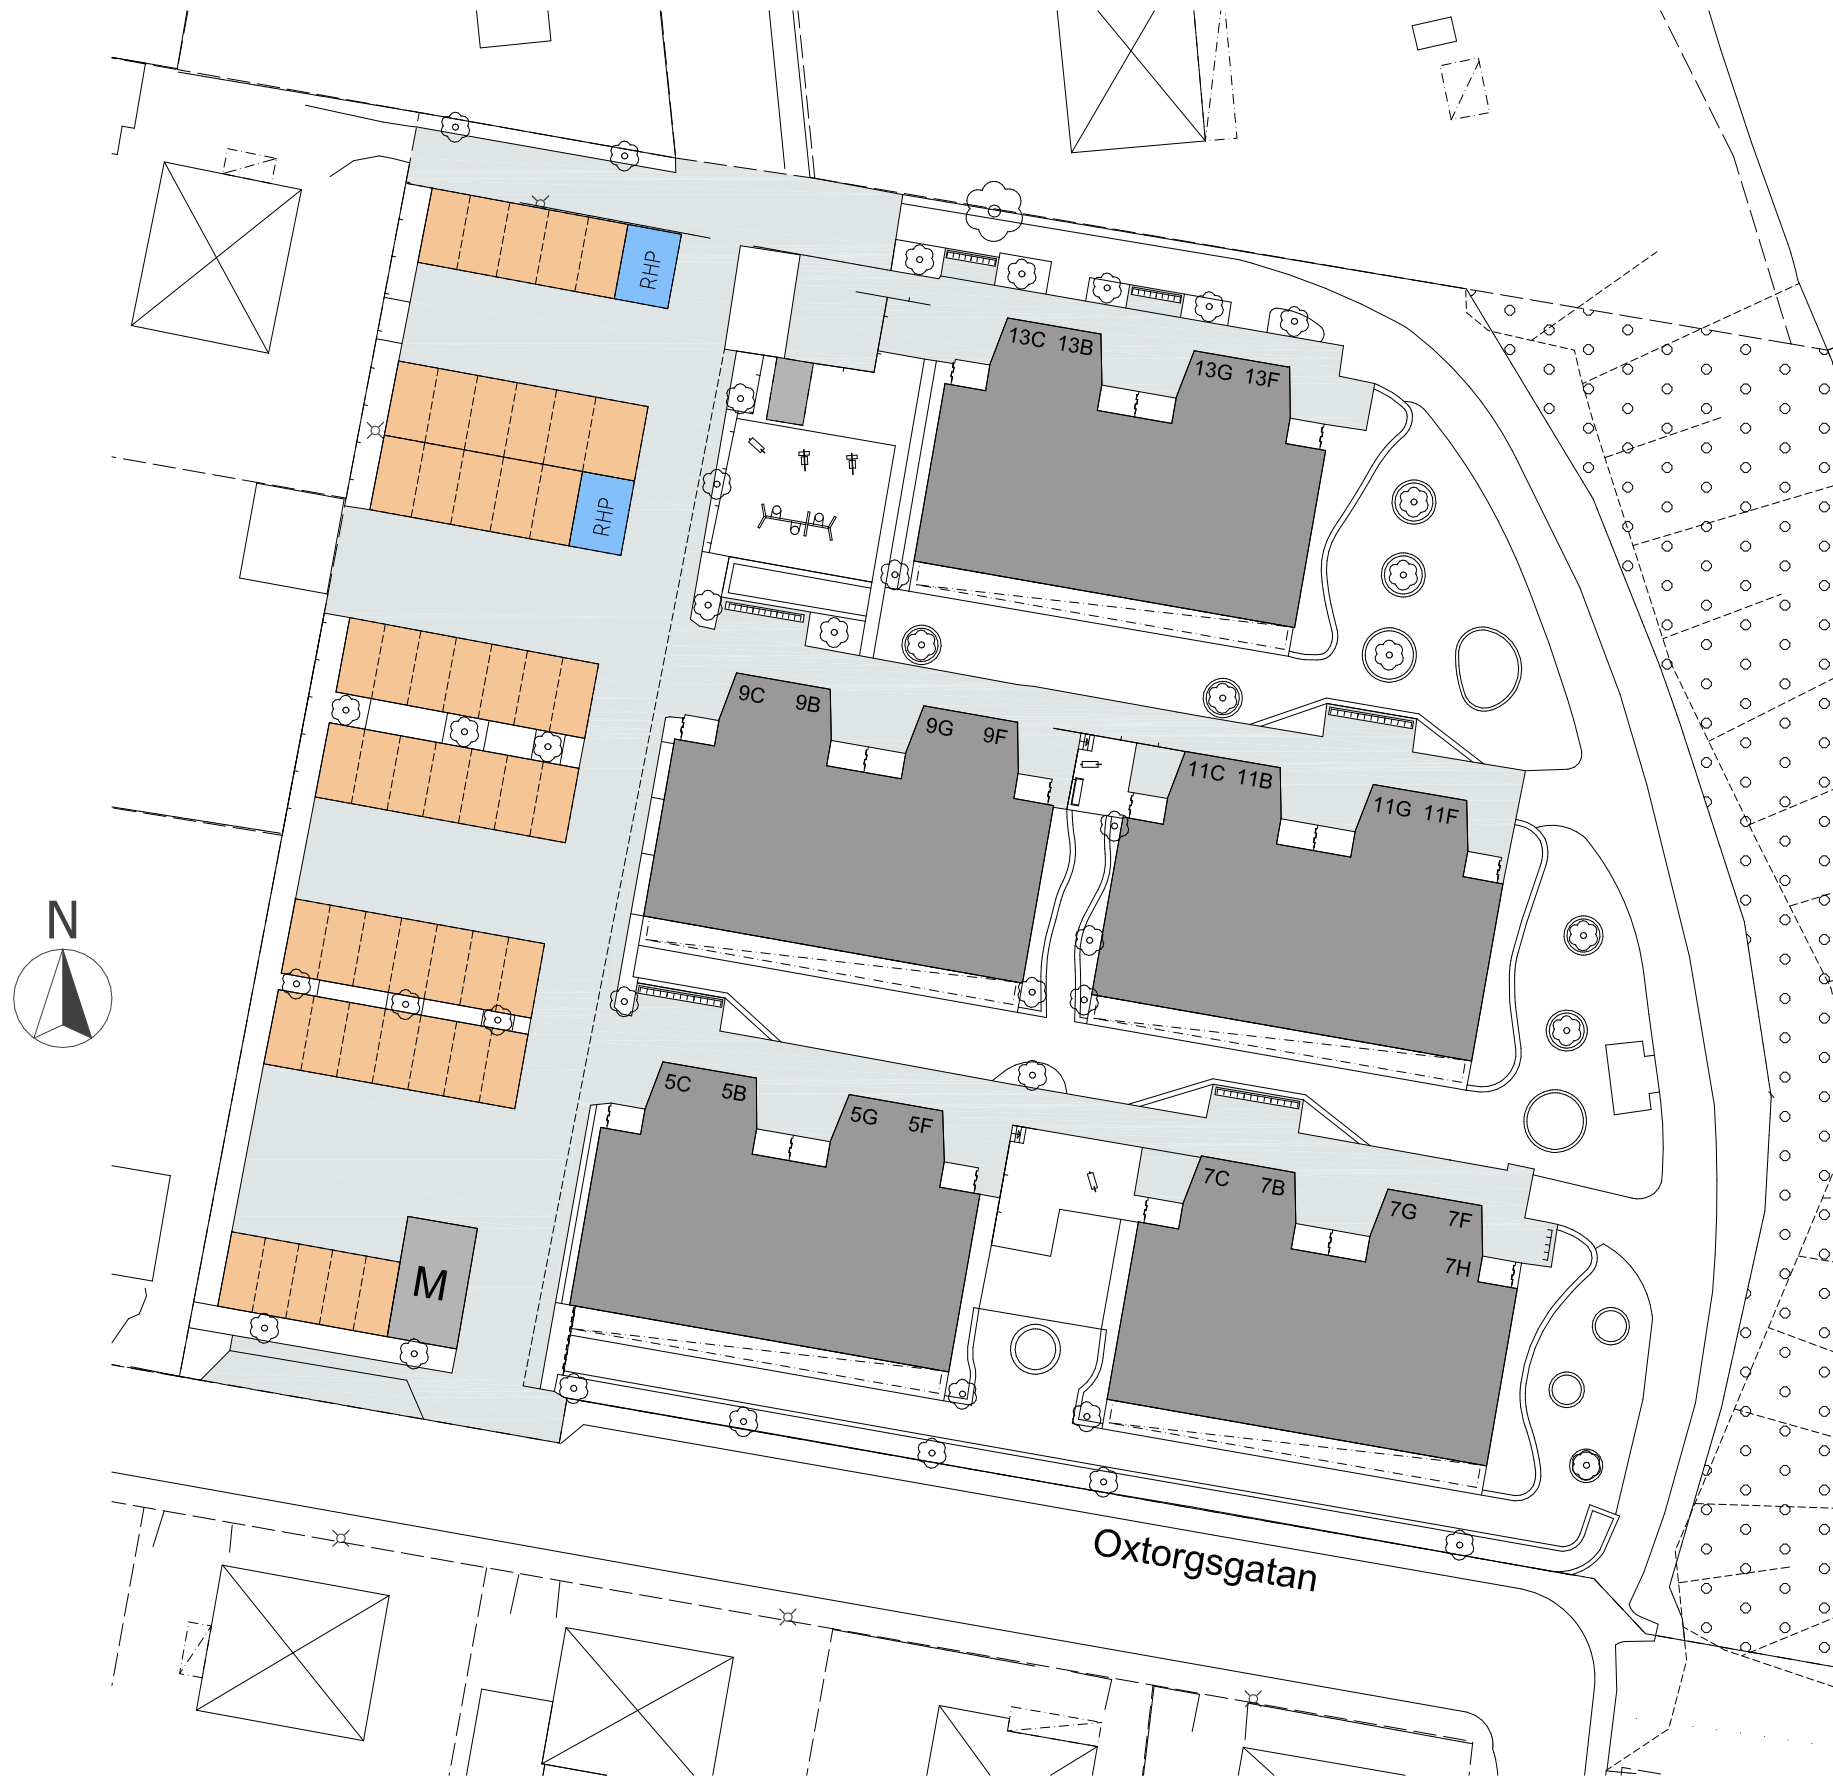 RHP
13C 13B
13G 13F
RHP
9C 9B
9G 9F
11C 11B
11G 11F
N
5C 5B
5G 5F
7C 7B
7G 7F
7H
M
Oxtorgsgatan